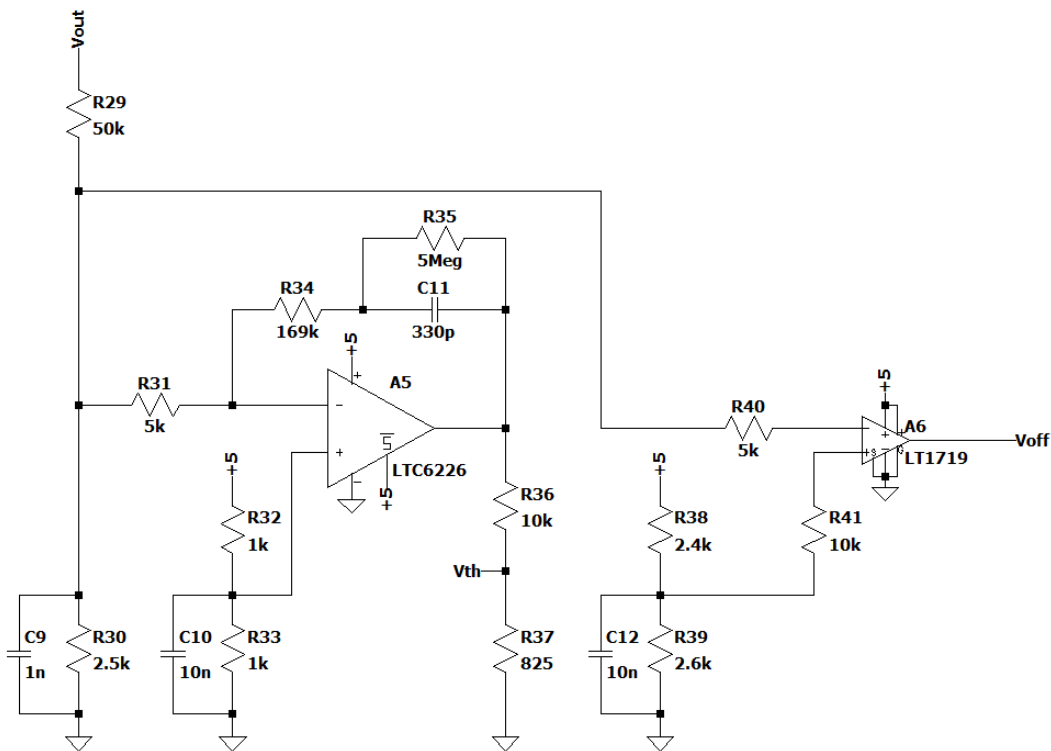 Vout
R29
50k
R35
5Meg
R34
C11
169k
330p
+5
A5
R31
5k
+5
A6
R40
5k
Voff
LT1719
+5
LTC6226
+5
+5
R32
1k
R36
10k
R38
2.4k
R41
10k
Vth
C9
1n
R30
2.5k
C10
10n
R33
1k
R37
825
C12
10n
R39
2.6k